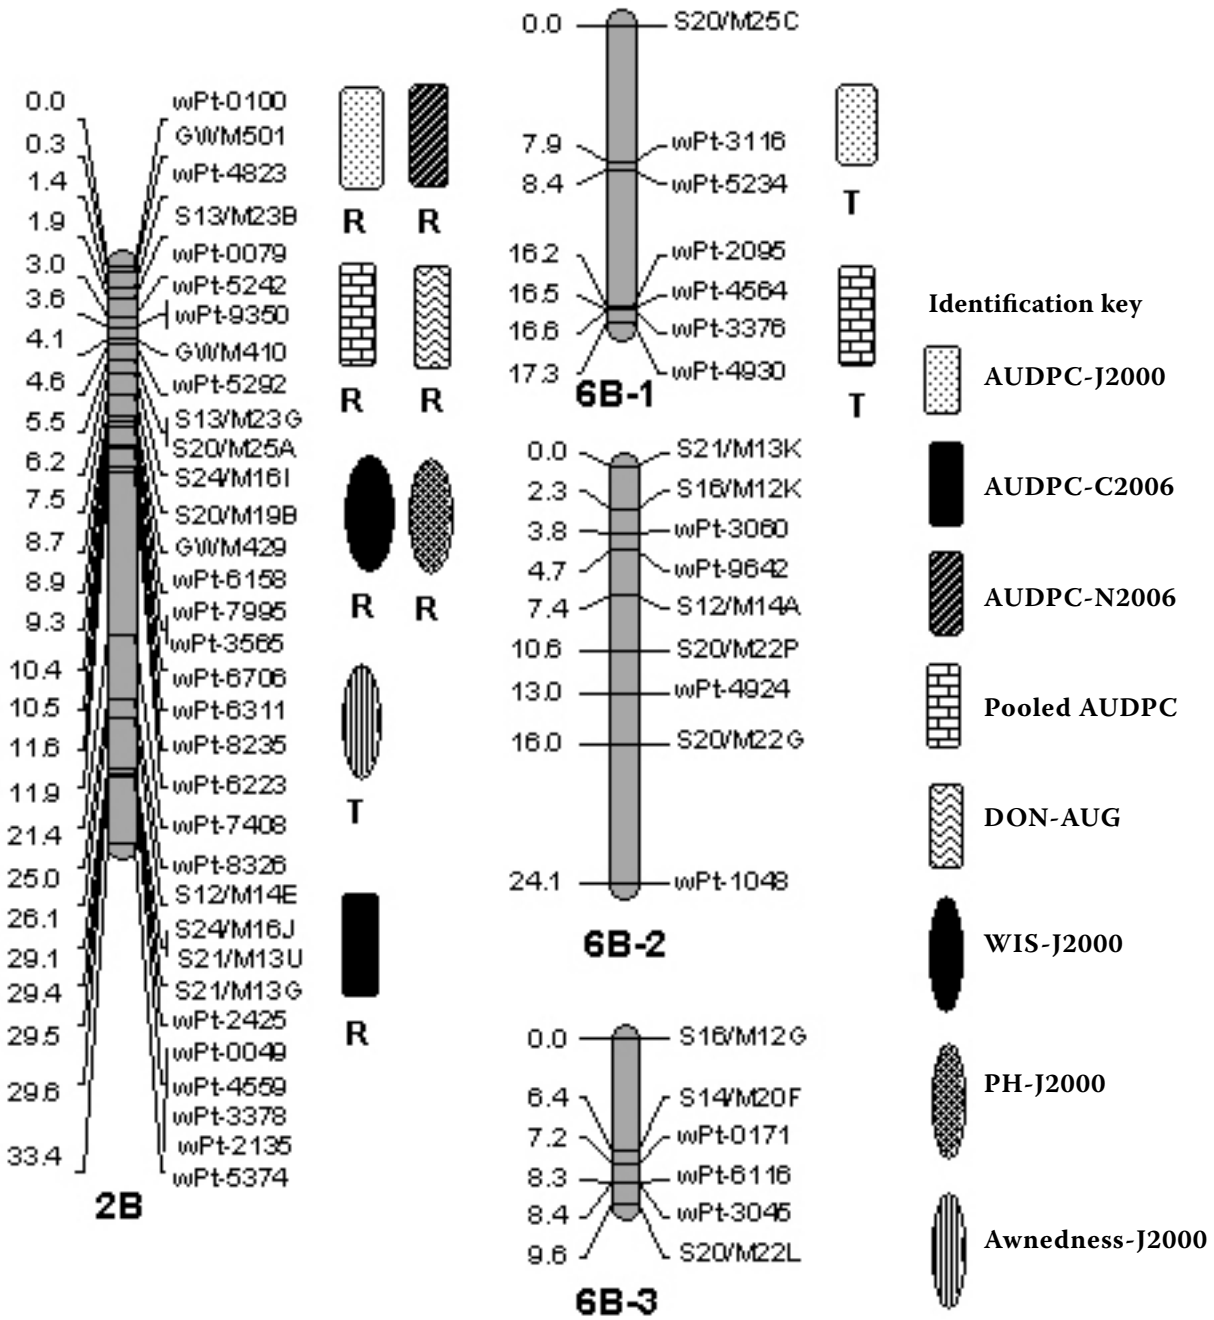 0.0
0.3
1.4
1.9
3.0
3.6
4.1
4.6
5.5
6.2
7.5
8.7
8.9
9.3
10.4
10.5
11.6
11.9
21.4
25.0
26.1
29.1
29.4
29.5
29.6
33.4
wPt-0100
GWM501
wPt-4823
S13/M23B
wPt-0079
wPt-5242
wPt-9350
GWM410
wPt-5292
S13/M23G
S20/M25A
S24/M16I
S20/M19B
GWM429
wPt-6158
wPt-7995
wPt-3565
wPt-6706
wPt-6311
wPt-8235
wPt-6223
wPt-7408
wPt-8326
S12/M14E
S24/M16J
S21/M13U
S21/M13G
wPt-2425
wPt-0049
wPt-4559
wPt-3378
wPt-2135
wPt-5374
2B
R R
R R
R R
T
R
0.0 S20/M25C
7.9 wPt-3116
8.4 wPt-5234
16.2 wPt-2095
16.5 wPt-4564
16.6 wPt-3376
17.3 wPt-4930
6B-1
T
T
0.0 S21/M13K
2.3 S16/M12K
3.8 wPt-3060
4.7 wPt-9642
7.4 S12/M14A
10.6 S20/M22P
13.0 wPt-4924
16.0 S20/M22G
24.1 wPt-1048
6B-2
0.0 S16/M12G
6.4 S14/M20F
7.2 wPt-0171
8.3 wPt-6116
8.4 wPt-3045
9.6 S20/M22L
6B-3
Identification key
AUDPC-J2000
AUDPC-C2006
AUDPC-N2006
Pooled AUDPC
DON-AUG
WIS-J2000
PH-J2000
Awnedness-J2000